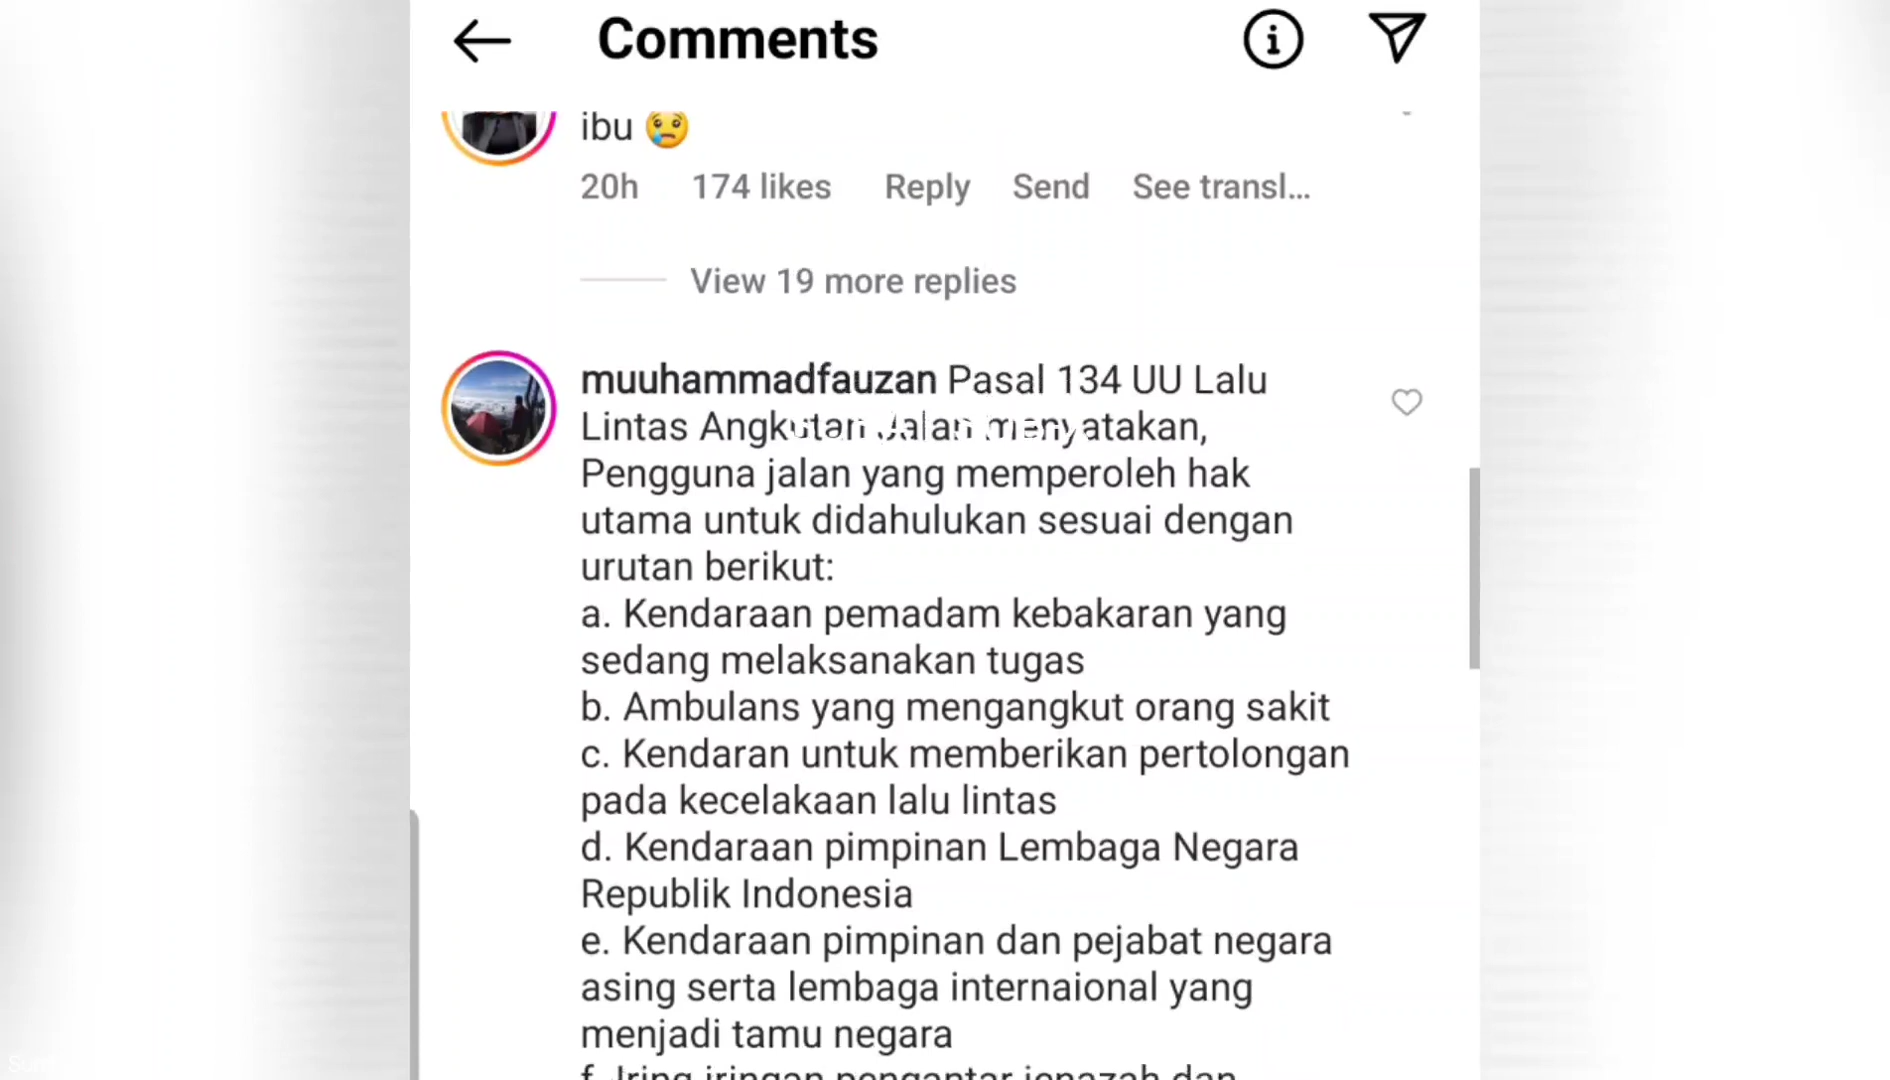 Comments
ibu 😢
20h 174 likes Reply Send See transl...
View 19 more replies
muuhammadfauzan Pasal 134 UU Lalu
Lintas Angkutan Jalan menyatakan,
Pengguna jalan yang memperoleh hak
utama untuk didahulukan sesuai dengan
urutan berikut:
a. Kendaraan pemadam kebakaran yang
sedang melaksanakan tugas
b. Ambulans yang mengangkut orang sakit
c. Kendaran untuk memberikan pertolongan
pada kecelakaan lalu lintas
d. Kendaraan pimpinan Lembaga Negara
Republik Indonesia
e. Kendaraan pimpinan dan pejabat negara
asing serta lembaga internaional yang
menjadi tamu negara
f. Iring iringan pengantar jenazah dan